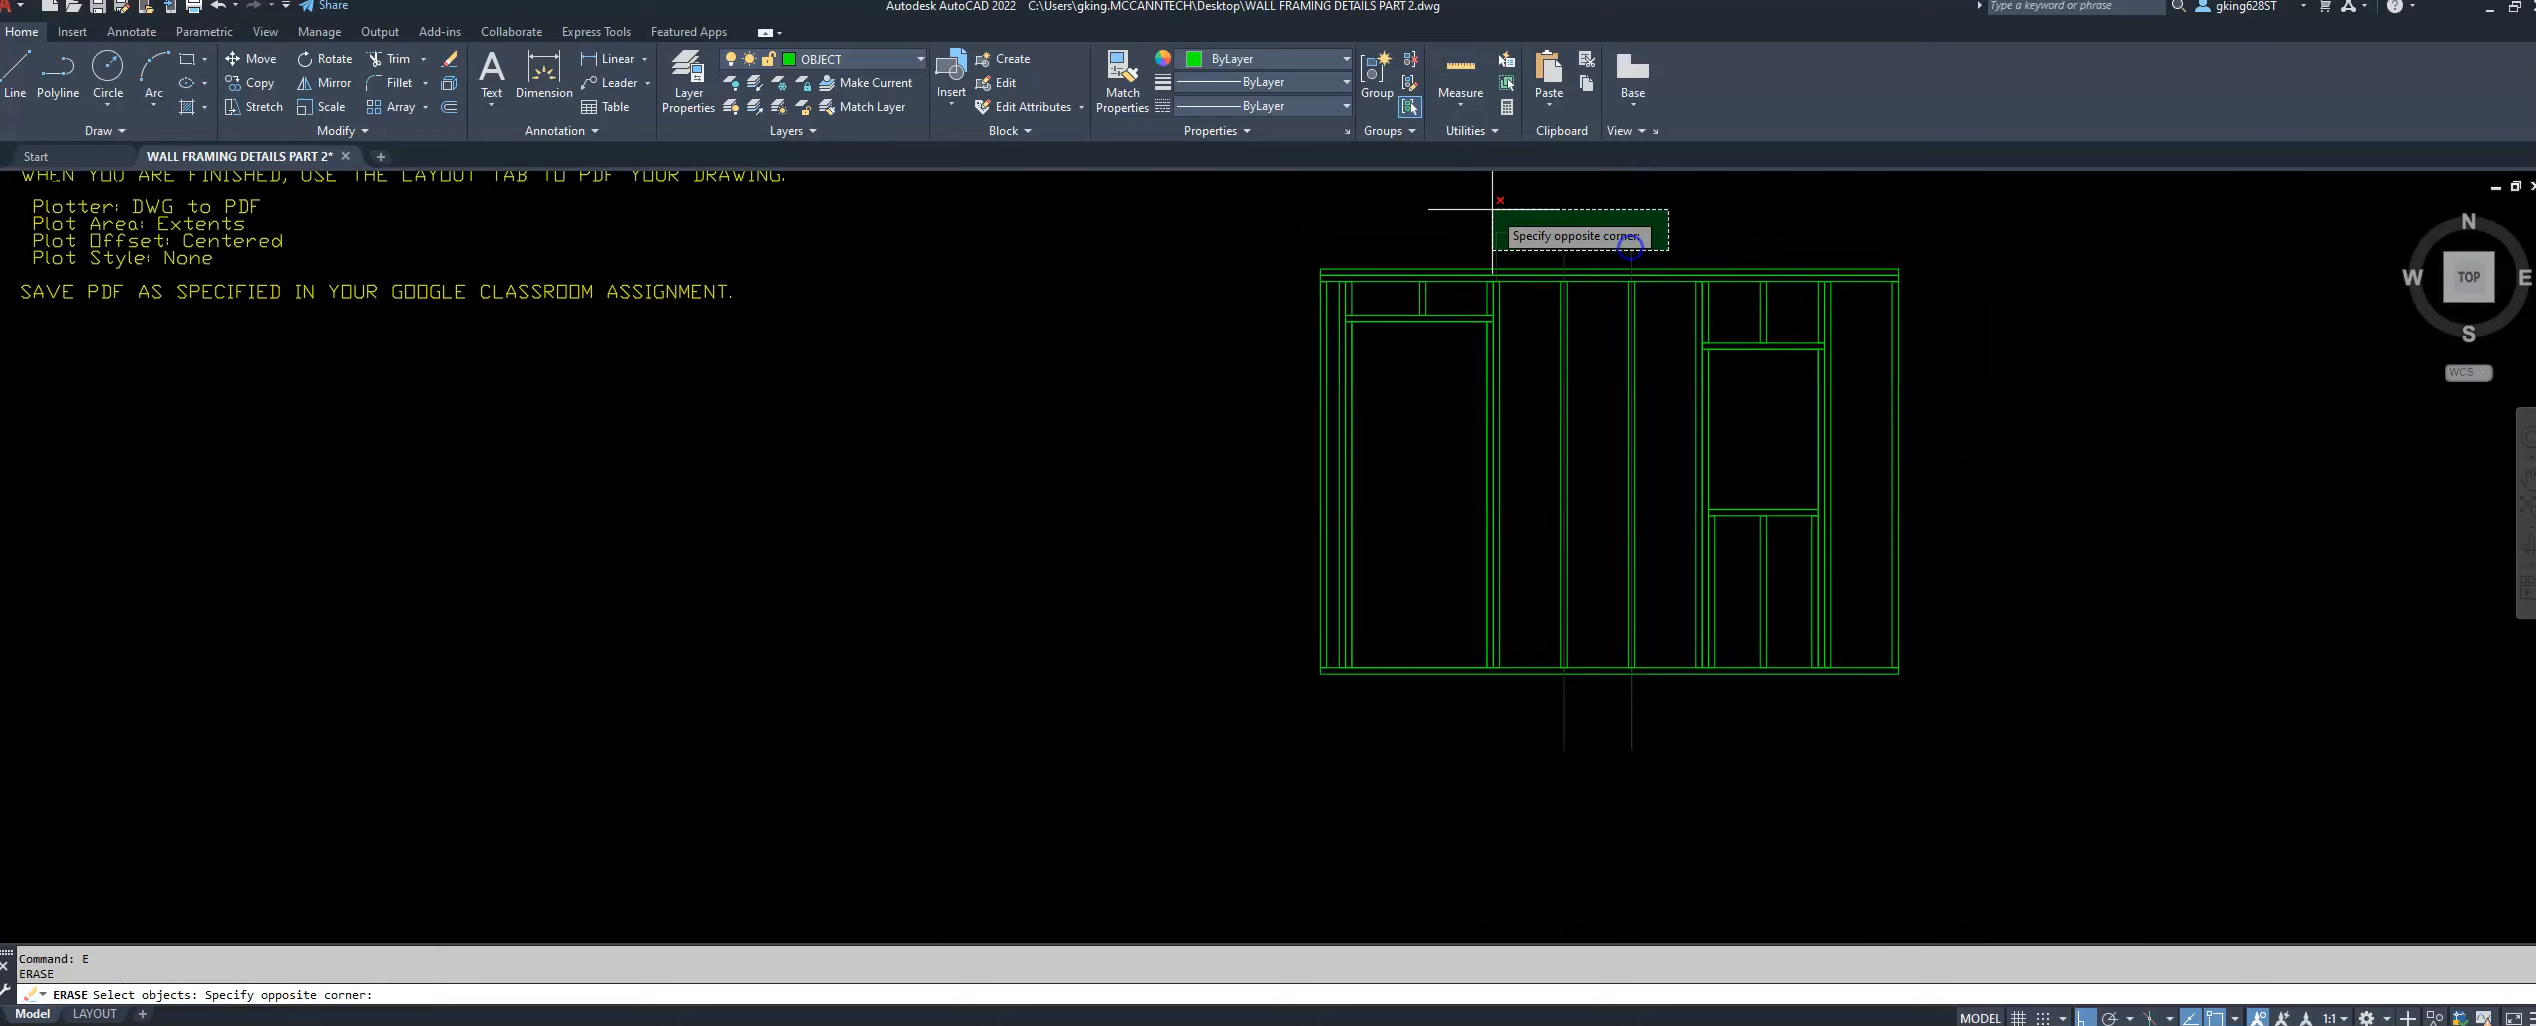 Share
Autodesk AutoCAD 2022 C:\Users\gking.MCCANNTECH\Desktop\WALL FRAMING DETAILS PART 2.dwg
Type a keyword or phrase
gking628ST
Home Insert Annotate Parametric View Manage Output Add-ins Collaborate Express Tools Featured Apps
Line Polyline Circle Arc
Move Rotate Trim
Copy Mirror Fillet
Stretch Scale Array
Text Dimension
Linear
Leader
Table
Layer Properties
OBJECT
Make Current
Match Layer
Insert
Create
Edit
Edit Attributes
Match Properties
ByLayer
ByLayer
ByLayer
Group
Measure
Paste
Base
Draw Modify Annotation Layers Block Properties Groups Utilities Clipboard View
Start WALL FRAMING DETAILS PART 2*
WHEN YOU ARE FINISHED, USE THE LAYOUT TAB TO PDF YOUR DRAWING.
Plotter: DWG to PDF
Plot Area: Extents
Plot Offset: Centered
Plot Style: None
SAVE PDF AS SPECIFIED IN YOUR GOOGLE CLASSROOM ASSIGNMENT.
Specify opposite corner:
N
W TOP E
S
WCS
Command: E
ERASE
ERASE Select objects: Specify opposite corner:
Model LAYOUT
MODEL 1:1